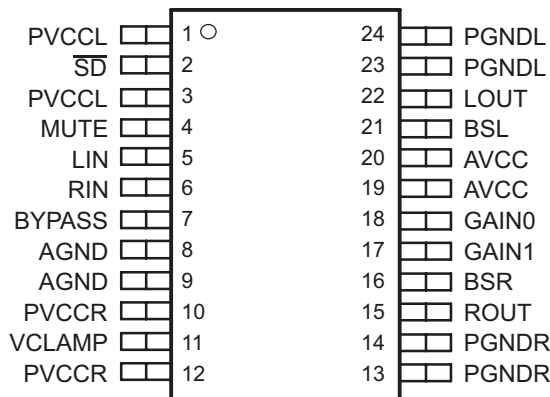 PVCCL 1 24 PGNDL
SD 2 23 PGNDL
PVCCL 3 22 LOUT
MUTE 4 21 BSL
LIN 5 20 AVCC
RIN 6 19 AVCC
BYPASS 7 18 GAIN0
AGND 8 17 GAIN1
AGND 9 16 BSR
PVCCR 10 15 ROUT
VCLAMP 11 14 PGNDR
PVCCR 12 13 PGNDR